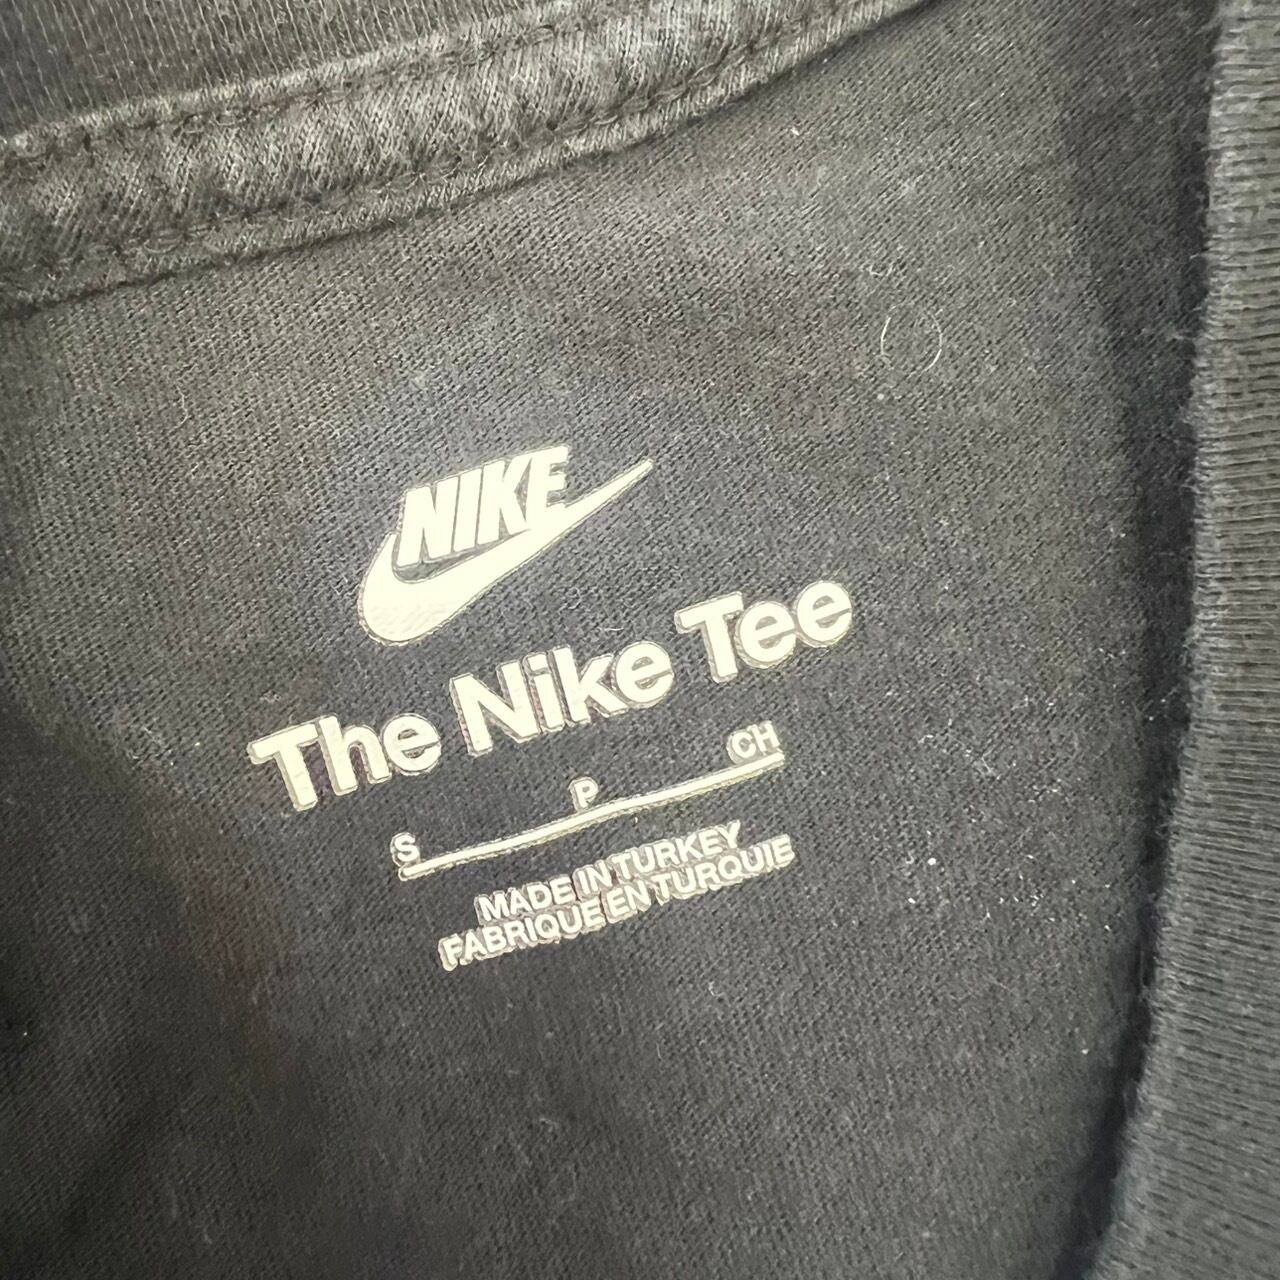 NIKE
The Nike Tee
S P CH
MADE IN TURKEY
FABRIQUE EN TURQUIE